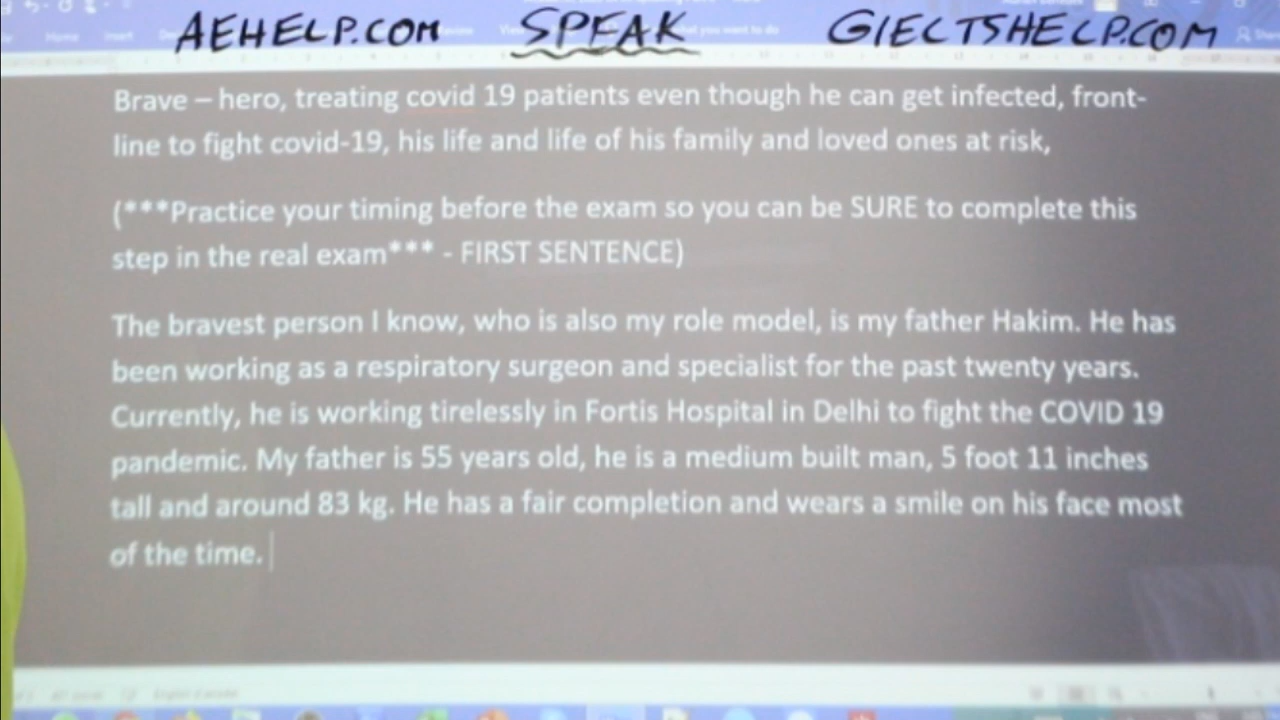 AEHELP.COM SPEAK GIELTSHELP.COM
Brave – hero, treating covid 19 patients even though he can get infected, front-
line to fight covid-19, his life and life of his family and loved ones at risk,
(***Practice your timing before the exam so you can be SURE to complete this
step in the real exam*** - FIRST SENTENCE)
The bravest person I know, who is also my role model, is my father Hakim. He has
been working as a respiratory surgeon and specialist for the past twenty years.
Currently, he is working tirelessly in Fortis Hospital in Delhi to fight the COVID 19
pandemic. My father is 55 years old, he is a medium built man, 5 foot 11 inches
tall and around 83 kg. He has a fair completion and wears a smile on his face most
of the time.